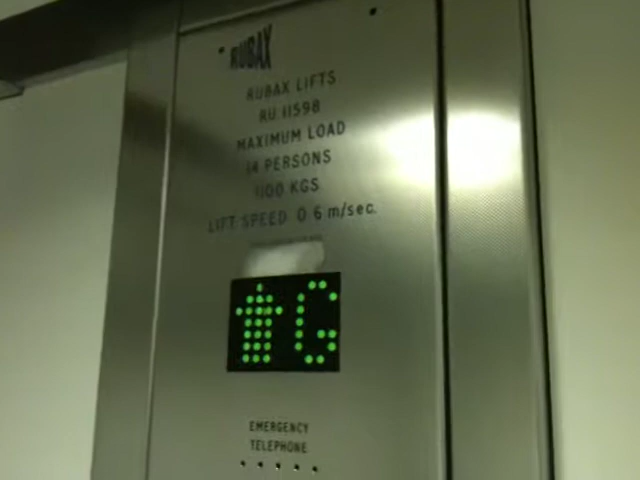 RUBAX
RUBAX LIFTS
RU 11598
MAXIMUM LOAD
14 PERSONS
1100 KGS
LIFT SPEED 0 6 m/sec.
G
EMERGENCY
TELEPHONE